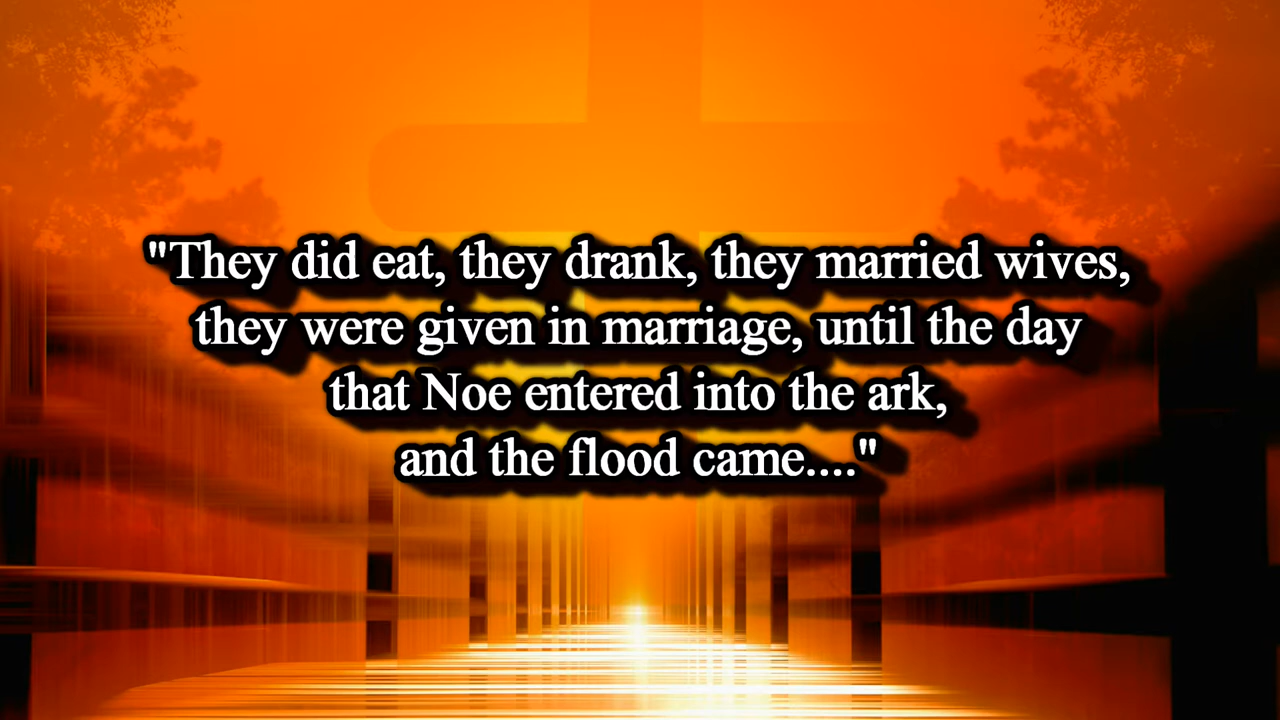 "They did eat, they drank, they married wives,
they were given in marriage, until the day
that Noe entered into the ark,
and the flood came...."